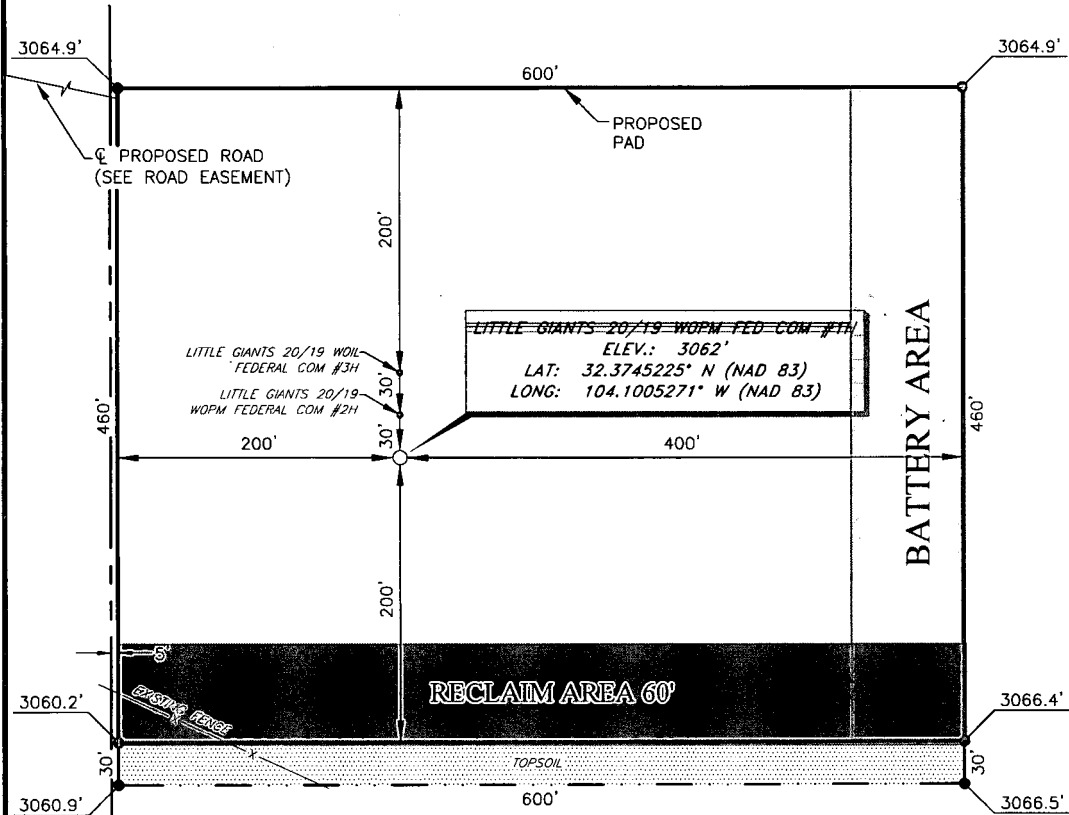 3064.9'
3064.9'
600'
PROPOSED
PAD
℄ PROPOSED ROAD
(SEE ROAD EASEMENT)
200'
LITTLE GIANTS 20/19 WOPM FED COM #1H
ELEV.: 3062'
LAT: 32.3745225° N (NAD 83)
LONG: 104.1005271° W (NAD 83)
LITTLE GIANTS 20/19 WOIL
FEDERAL COM #3H
30'
LITTLE GIANTS 20/19
WOPM FEDERAL COM #2H
30'
460'
460'
BATTERY AREA
200'
400'
200'
5'
RECLAIM AREA 60'
EXISTING FENCE
X
X
3060.2'
3066.4'
30'
TOPSOIL
30'
3060.9'
600'
3066.5'